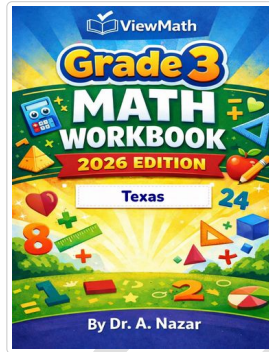 ViewMath
Grade 3
MATH
WORKBOOK
2026 EDITION
Texas
24
8
1
2
By Dr. A. Nazar